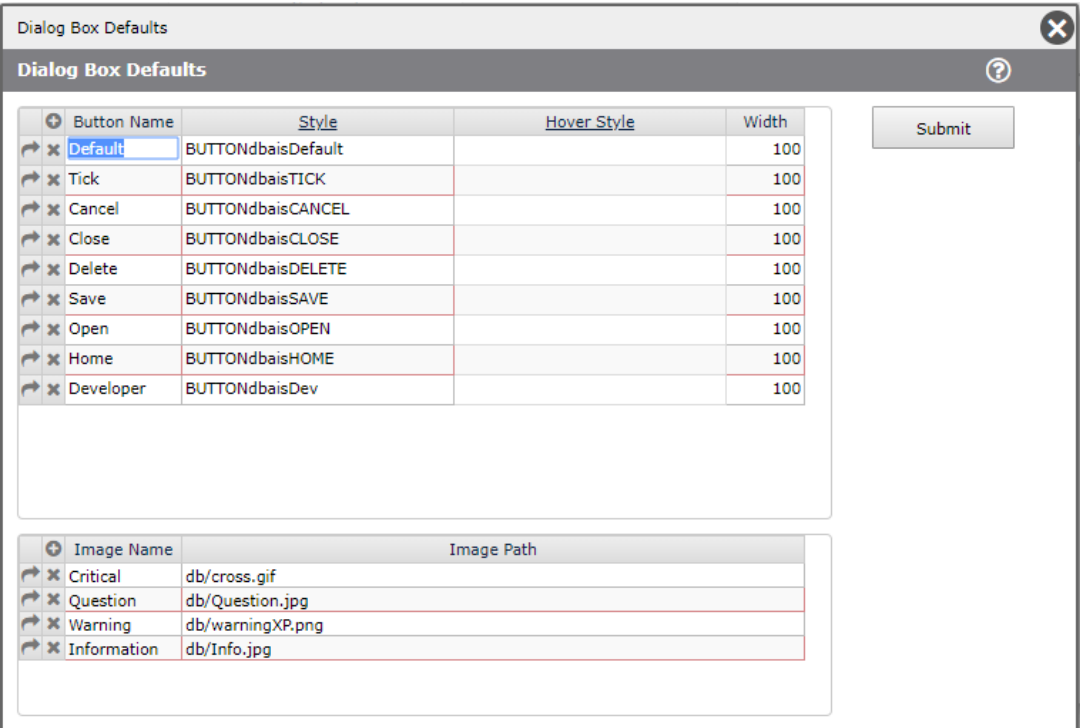 Dialog Box Defaults
Dialog Box Defaults
Button Name Style Hover Style Width
Default BUTTONdbaisDefault 100
Tick BUTTONdbaisTICK 100
Cancel BUTTONdbaisCANCEL 100
Close BUTTONdbaisCLOSE 100
Delete BUTTONdbaisDELETE 100
Save BUTTONdbaisSAVE 100
Open BUTTONdbaisOPEN 100
Home BUTTONdbaisHOME 100
Developer BUTTONdbaisDev 100
Submit
Image Name Image Path
Critical db/cross.gif
Question db/Question.jpg
Warning db/warningXP.png
Information db/Info.jpg